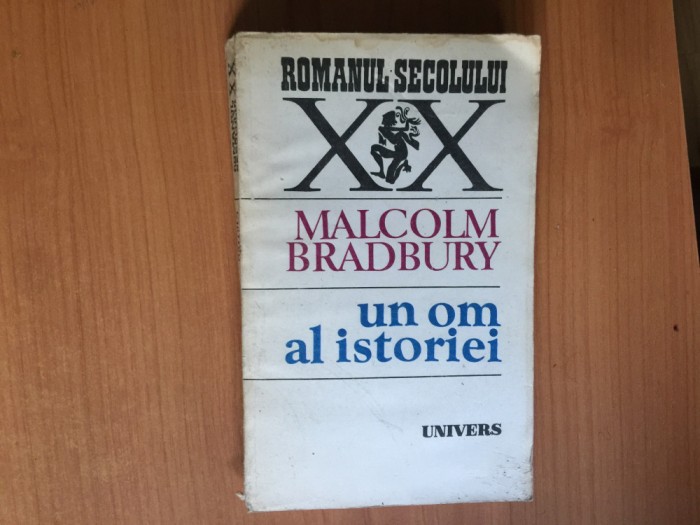 ROMANUL SECOLULUI
XX
MALCOLM
BRADBURY
un om
al istoriei
UNIVERS